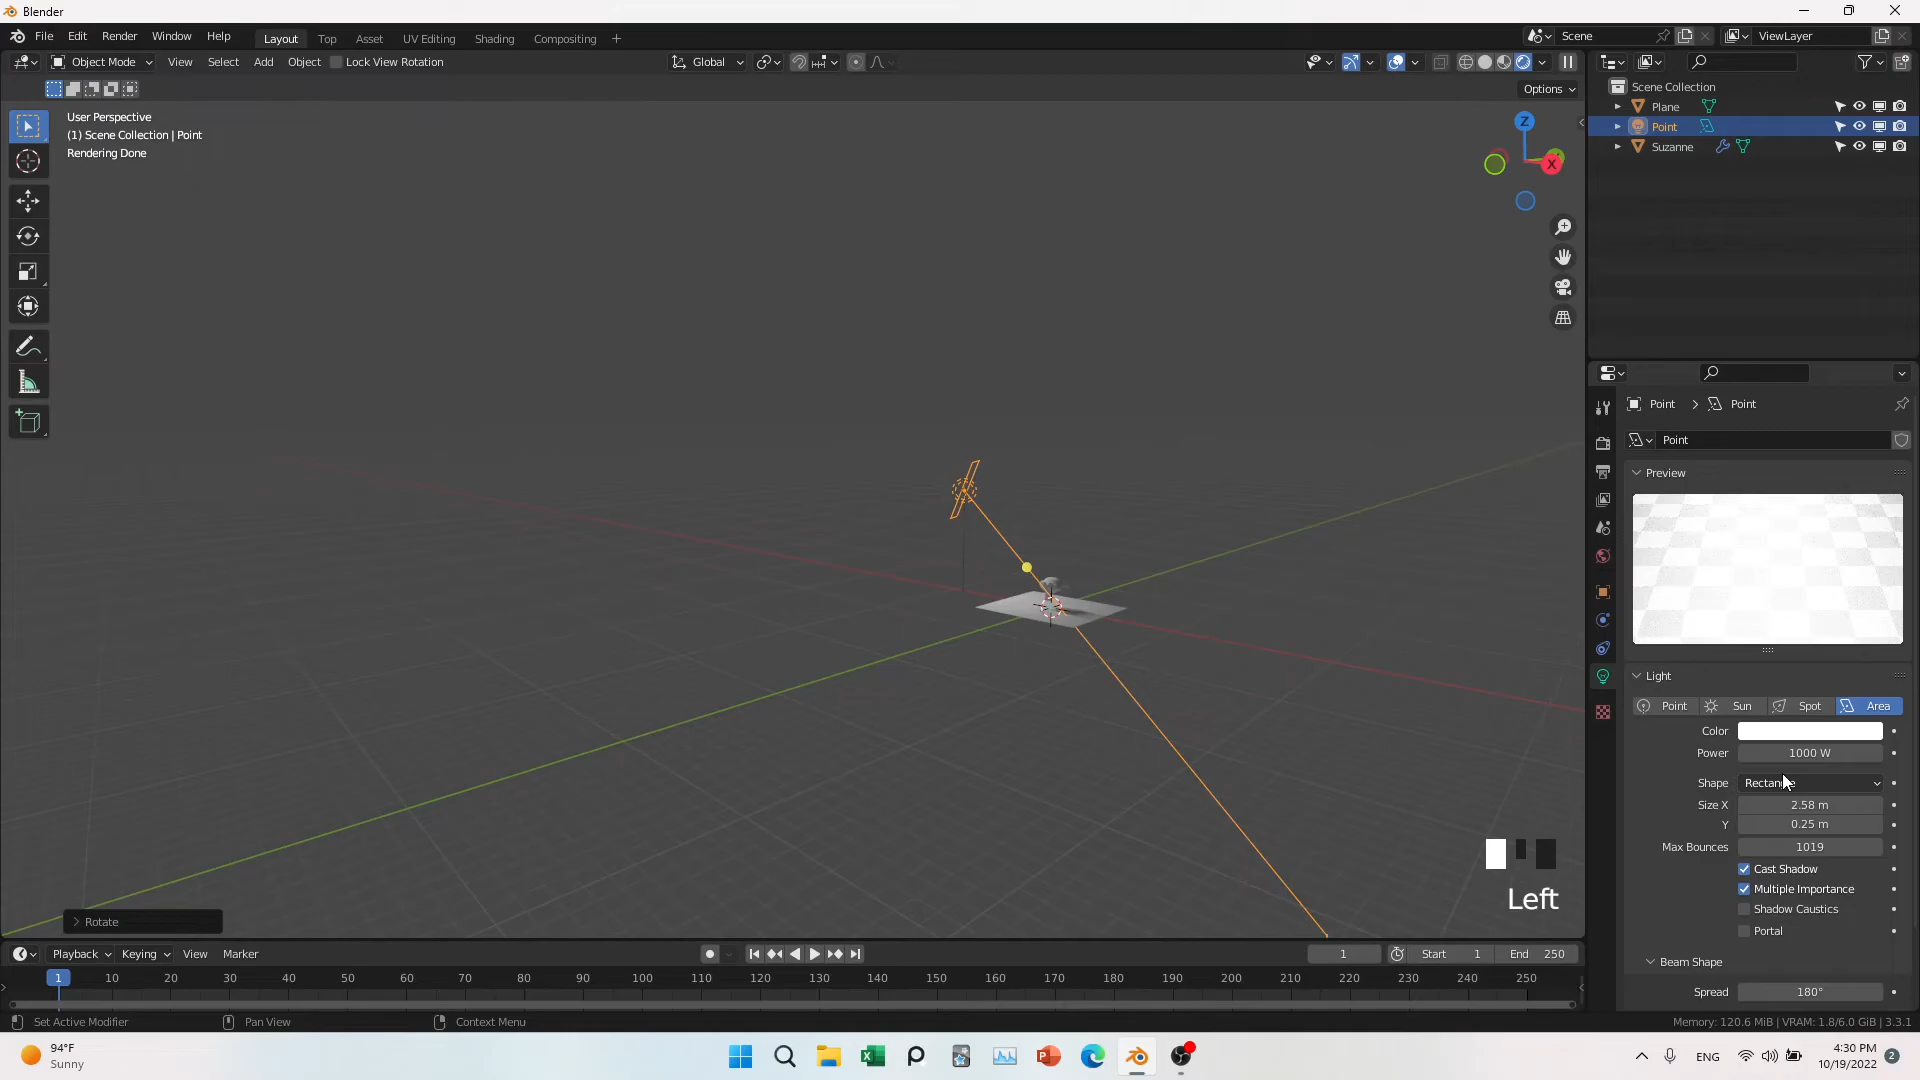 Blender
File Edit Render Window Help
Layout Top Asset UV Editing Shading Compositing
Scene
ViewLayer
Object Mode View Select Add Object Lock View Rotation
Global
Options
User Perspective
(1) Scene Collection | Point
Rendering Done
Z
X
Scene Collection
Plane
Point
Suzanne
Point Point
Point
Preview
Light
Point Sun Spot Area
Color
Power 1000 W
Shape Rectangle
Size X 2.58 m
Y 0.25 m
Max Bounces 1019
Cast Shadow
Multiple Importance
Shadow Caustics
Portal
Beam Shape
Spread 180°
Left
Rotate
Playback Keying View Marker
1 Start 1 End 250
1 10 20 30 40 50 60 70 80 90 100 110 120 130 140 150 160 170 180 190 200 210 220 230 240 250
Set Active Modifier Pan View Context Menu
Memory: 120.6 MiB | VRAM: 1.8/6.0 GiB | 3.3.1
94°F
Sunny
ENG
4:30 PM
10/19/2022
2